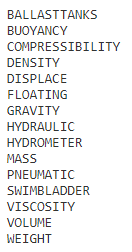 BALLASTTANKS
BUOYANCY
COMPRESSIBILITY
DENSITY
DISPLACE
FLOATING
GRAVITY
HYDRAULIC
HYDROMETER
MASS
PNEUMATIC
SWIMBLADDER
VISCOSITY
VOLUME
WEIGHT